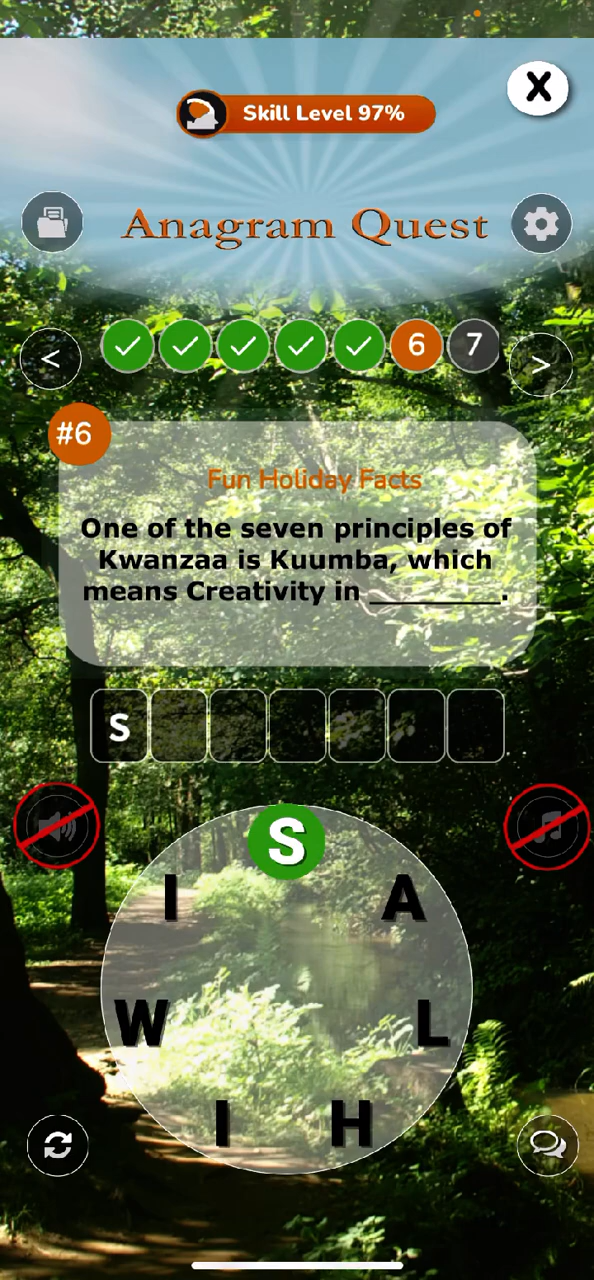 Skill Level 97%
X
Anagram Quest
< 6 7 >
#6
Fun Holiday Facts
One of the seven principles of
Kwanzaa is Kuumba, which
means Creativity in ________.
S
S
I A
W L
I H